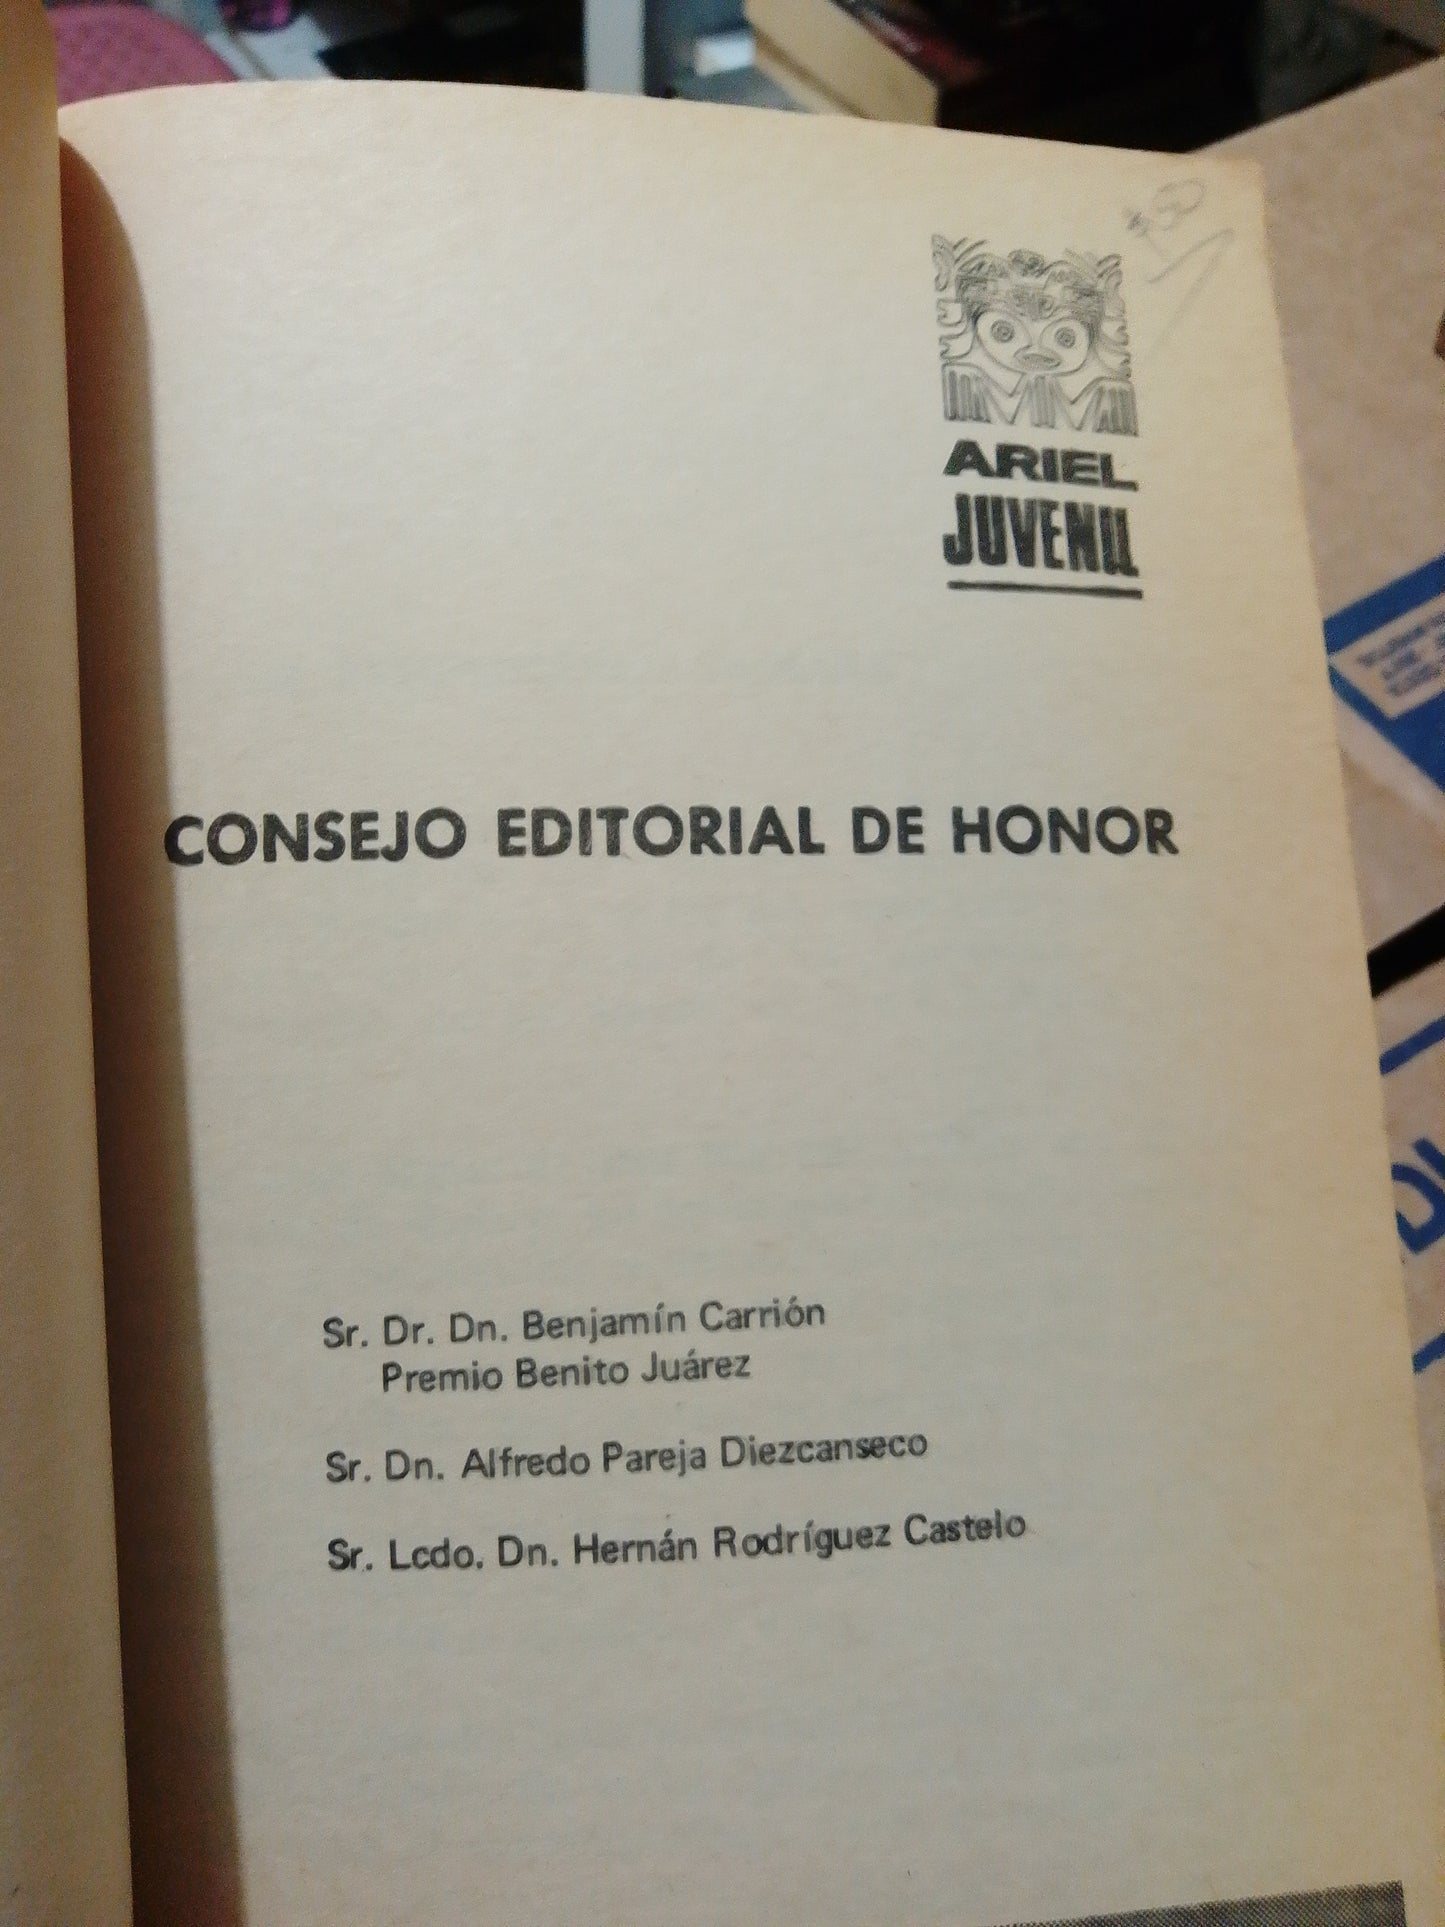 $50
ARIEL
JUVENIL
CONSEJO EDITORIAL DE HONOR
Sr. Dr. Dn. Benjamín Carrión
Premio Benito Juárez
Sr. Dn. Alfredo Pareja Diezcanseco
Sr. Lcdo. Dn. Hernán Rodríguez Castelo